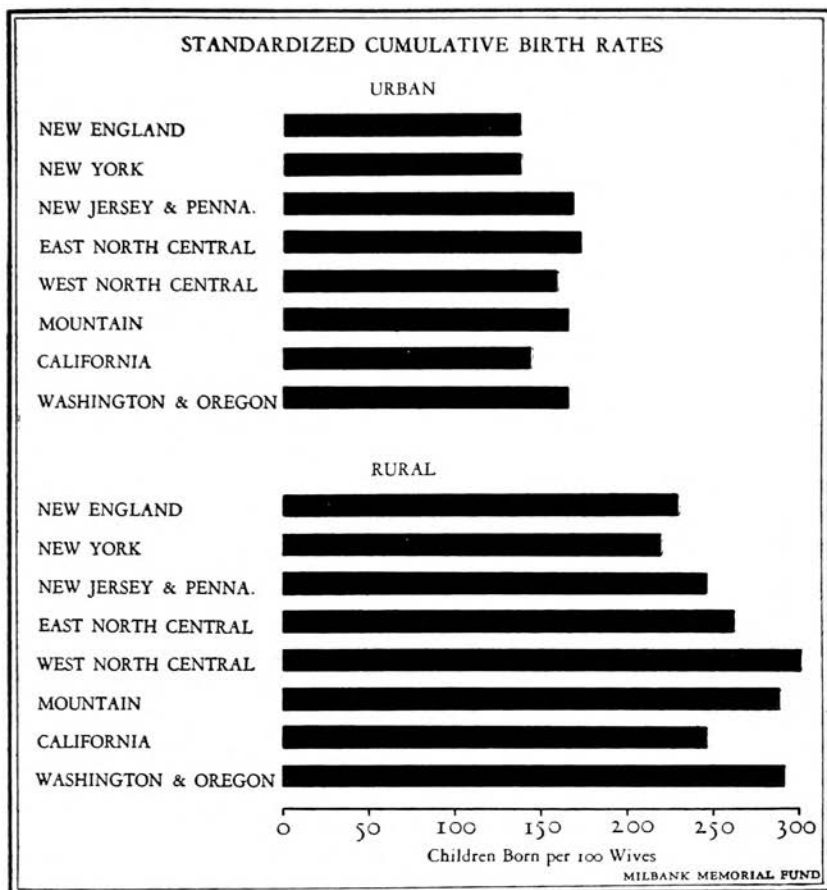 STANDARDIZED CUMULATIVE BIRTH RATES
URBAN
NEW ENGLAND
NEW YORK
NEW JERSEY & PENNA.
EAST NORTH CENTRAL
WEST NORTH CENTRAL
MOUNTAIN
CALIFORNIA
WASHINGTON & OREGON
RURAL
NEW ENGLAND
NEW YORK
NEW JERSEY & PENNA.
EAST NORTH CENTRAL
WEST NORTH CENTRAL
MOUNTAIN
CALIFORNIA
WASHINGTON & OREGON
0 50 100 150 200 250 300
Children Born per 100 Wives
MILBANK MEMORIAL FUND